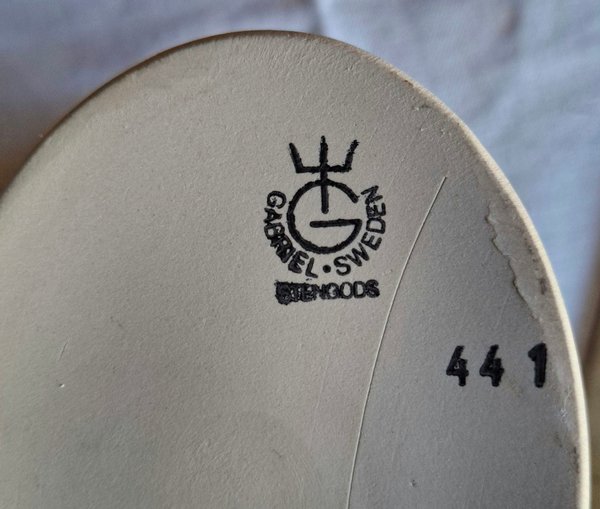 G
GABRIEL · SWEDEN
STENGODS
441